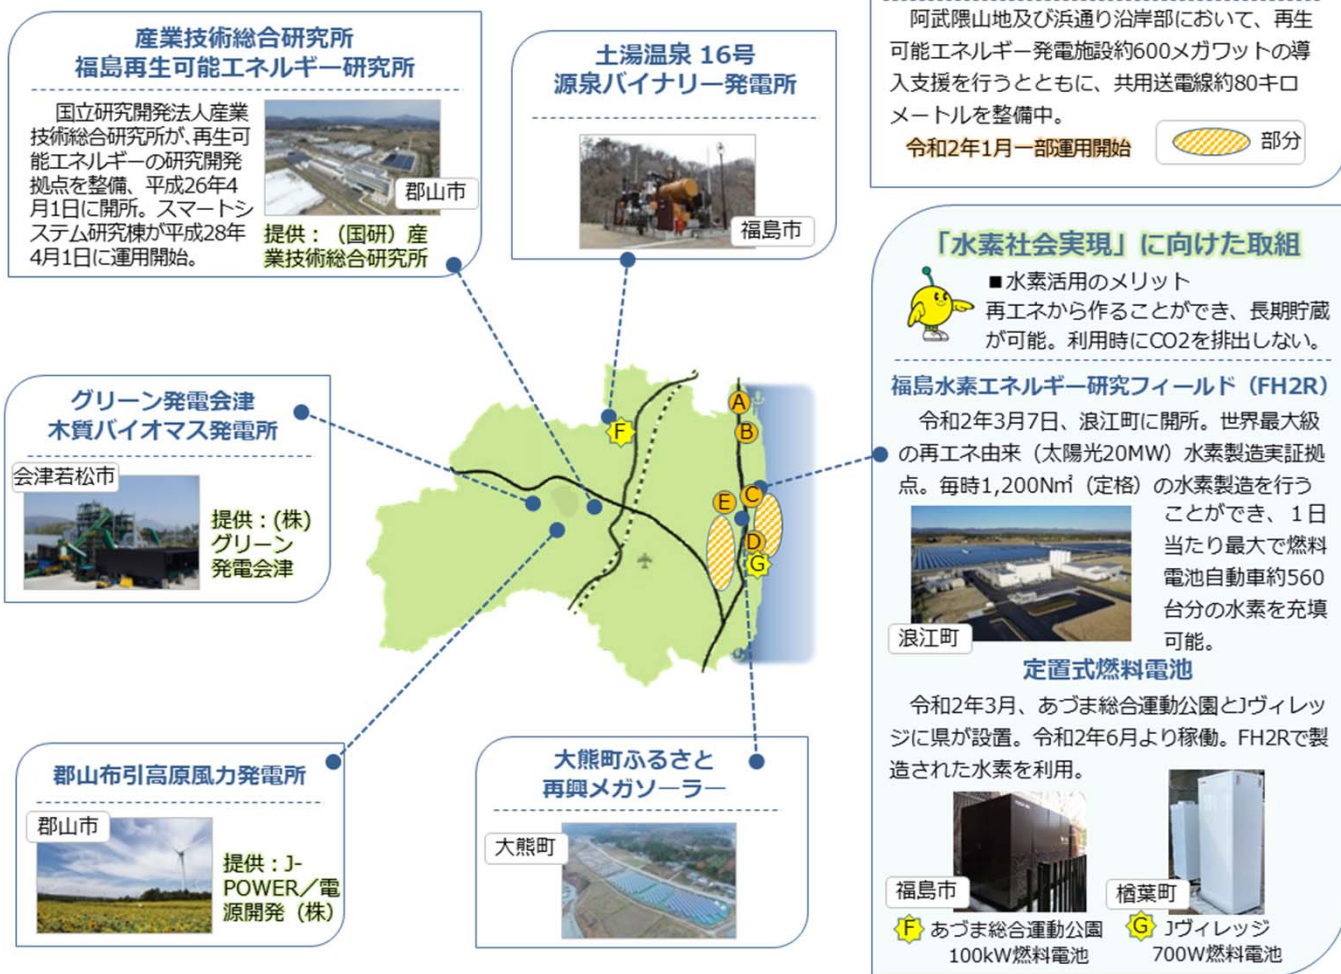 産業技術総合研究所
福島再生可能エネルギー研究所
国立研究開発法人産業
技術総合研究所が、再生可
能エネルギーの研究開発
拠点を整備、平成26年4
月1日に開所。スマートシ
ステム研究棟が平成28年
4月1日に運用開始。
郡山市
提供：（国研）産
業技術総合研究所
土湯温泉 16号
源泉バイナリー発電所
福島市
阿武隈山地及び浜通り沿岸部において、再生
可能エネルギー発電施設約600メガワットの導
入支援を行うとともに、共用送電線約80キロ
メートルを整備中。
令和2年1月一部運用開始
部分
グリーン発電会津
木質バイオマス発電所
会津若松市
提供：(株)
グリーン
発電会津
A
B
C
D
E
F
G
郡山布引高原風力発電所
郡山市
提供：J-
POWER／電
源開発（株）
大熊町ふるさと
再興メガソーラー
大熊町
「水素社会実現」に向けた取組
■水素活用のメリット
再エネから作ることができ、長期貯蔵
が可能。利用時にCO2を排出しない。
福島水素エネルギー研究フィールド（FH2R）
令和2年3月7日、浪江町に開所。世界最大級
の再エネ由来（太陽光20MW）水素製造実証拠
点。毎時1,200N㎥（定格）の水素製造を行う
ことができ、１日
当たり最大で燃料
電池自動車約560
台分の水素を充填
可能。
浪江町
定置式燃料電池
令和2年3月、あづま総合運動公園とJヴィレッ
ジに県が設置。令和2年6月より稼働。FH2Rで製
造された水素を利用。
福島市
F あづま総合運動公園
100kW燃料電池
楢葉町
G Jヴィレッジ
700W燃料電池